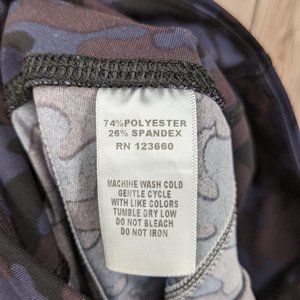 74% POLYESTER
26% SPANDEX
RN 123660
MACHINE WASH COLD
GENTLE CYCLE
WITH LIKE COLORS
TUMBLE DRY LOW
DO NOT BLEACH
DO NOT IRON